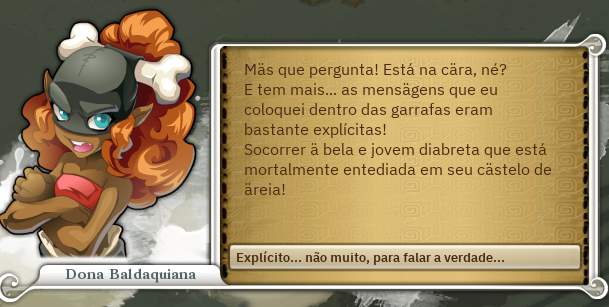 Mäs que pergunta! Está na cära, né?
E tem mais... as mensägens que eu
coloquei dentro das garrafas eram
bastante explícitas!
Socorrer ä bela e jovem diabreta que está
mortalmente entediada em seu cästelo de
äreia!
Explícito... não muito, para falar a verdade...
Dona Baldaquiana